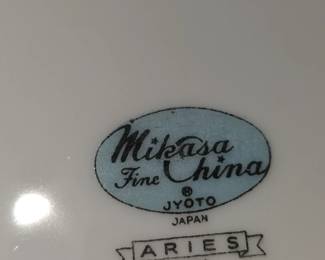 Mikasa
Fine China
®
JYOTO
JAPAN
ARIES